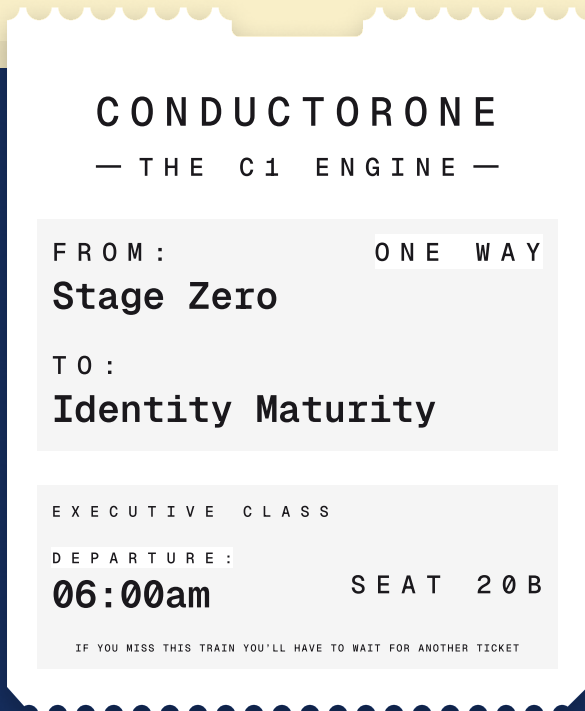 CONDUCTORONE
— THE C1 ENGINE —
FROM:
ONE WAY
Stage Zero
TO:
Identity Maturity
EXECUTIVE CLASS
DEPARTURE:
06:00am
SEAT 20B
IF YOU MISS THIS TRAIN YOU'LL HAVE TO WAIT FOR ANOTHER TICKET